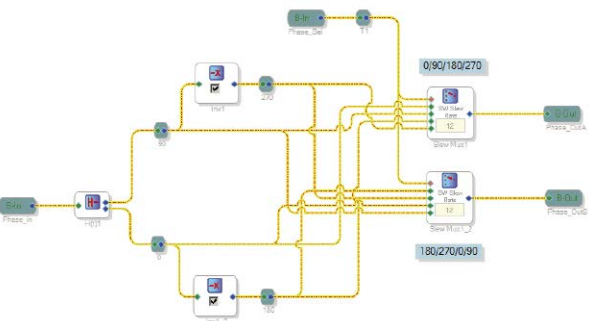 B-In
Phase_Sel
T1
0/90/180/270
Inv1
270
SW Slew
Rate
12
Slew Mux1
B-Out
Phase_OutA
90
B-In
Phase_In
SW Slew
Rate
12
Slew Mux1_2
B-Out
Phase_OutB
0
180/270/0/90
180